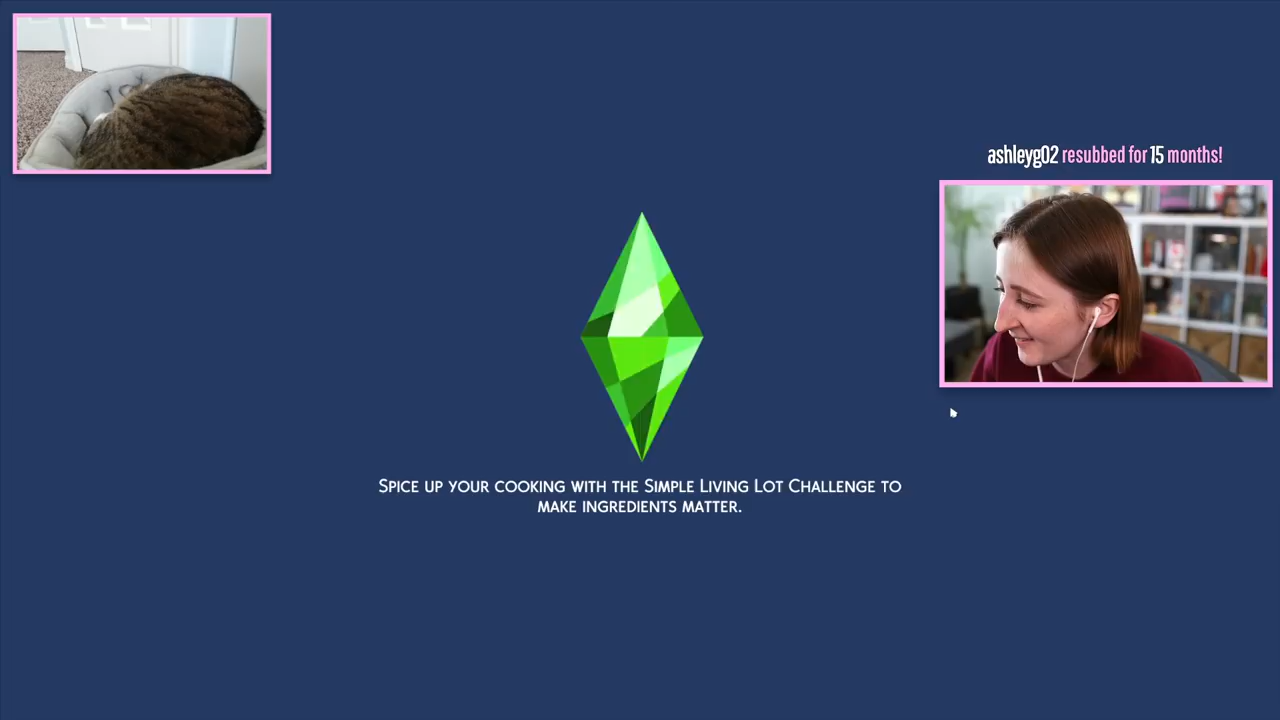 ashleyg02 resubbed for 15 months!
Spice up your cooking with the Simple Living Lot Challenge to
make ingredients matter.